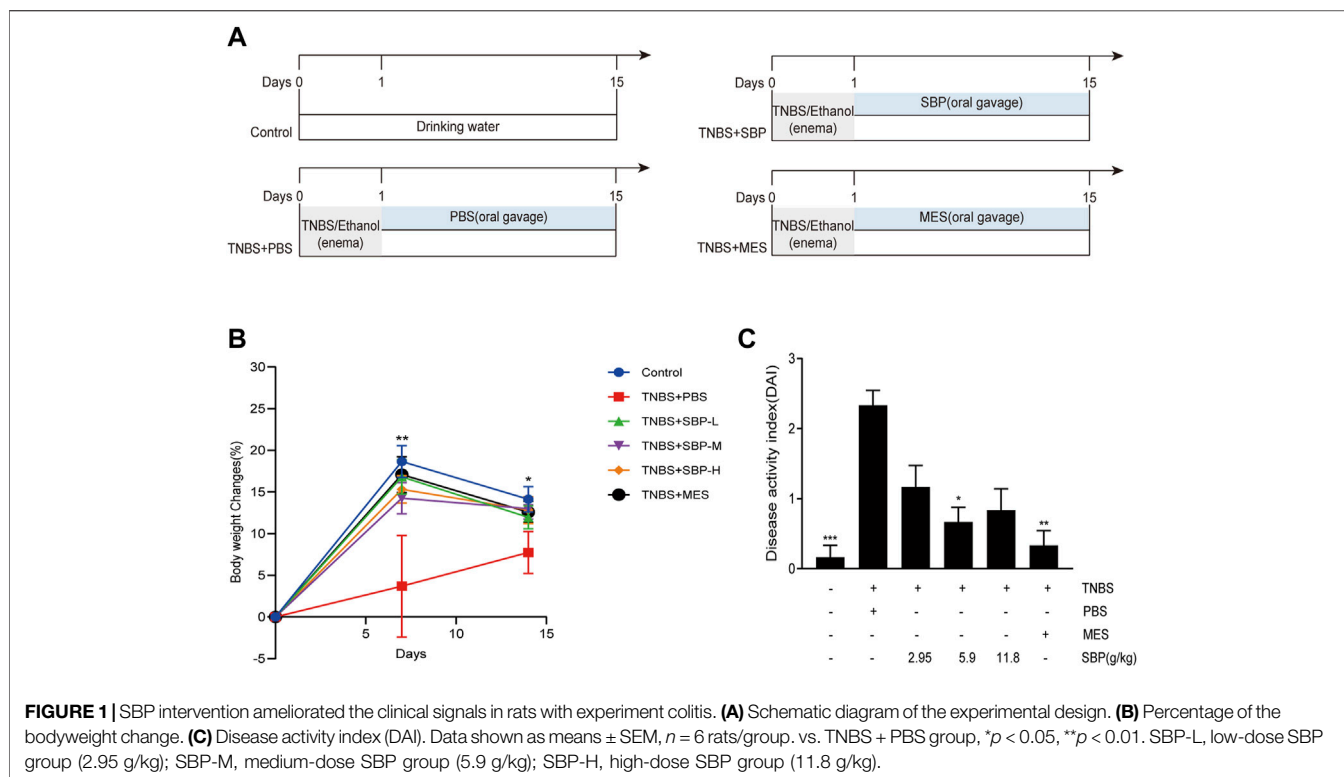 A
Days 0 1 15
Control Drinking water
Days 0 1 15
TNBS+SBP TNBS/Ethanol (enema) SBP(oral gavage)
Days 0 1 15
TNBS+PBS TNBS/Ethanol (enema) PBS(oral gavage)
Days 0 1 15
TNBS+MES TNBS/Ethanol (enema) MES(oral gavage)
B
Body weight Changes(%)
30
25
20
15
10
5
0
-5
5 10 15
Days
**
*
Control
TNBS+PBS
TNBS+SBP-L
TNBS+SBP-M
TNBS+SBP-H
TNBS+MES
C
Disease activity index(DAI)
3
2
1
0
*** * **
- + + + + + TNBS
- + - - - - PBS
- - - - - + MES
- - 2.95 5.9 11.8 - SBP(g/kg)
FIGURE 1 | SBP intervention ameliorated the clinical signals in rats with experiment colitis. (A) Schematic diagram of the experimental design. (B) Percentage of the
bodyweight change. (C) Disease activity index (DAI). Data shown as means ± SEM, n = 6 rats/group. vs. TNBS + PBS group, *p < 0.05, **p < 0.01. SBP-L, low-dose SBP
group (2.95 g/kg); SBP-M, medium-dose SBP group (5.9 g/kg); SBP-H, high-dose SBP group (11.8 g/kg).